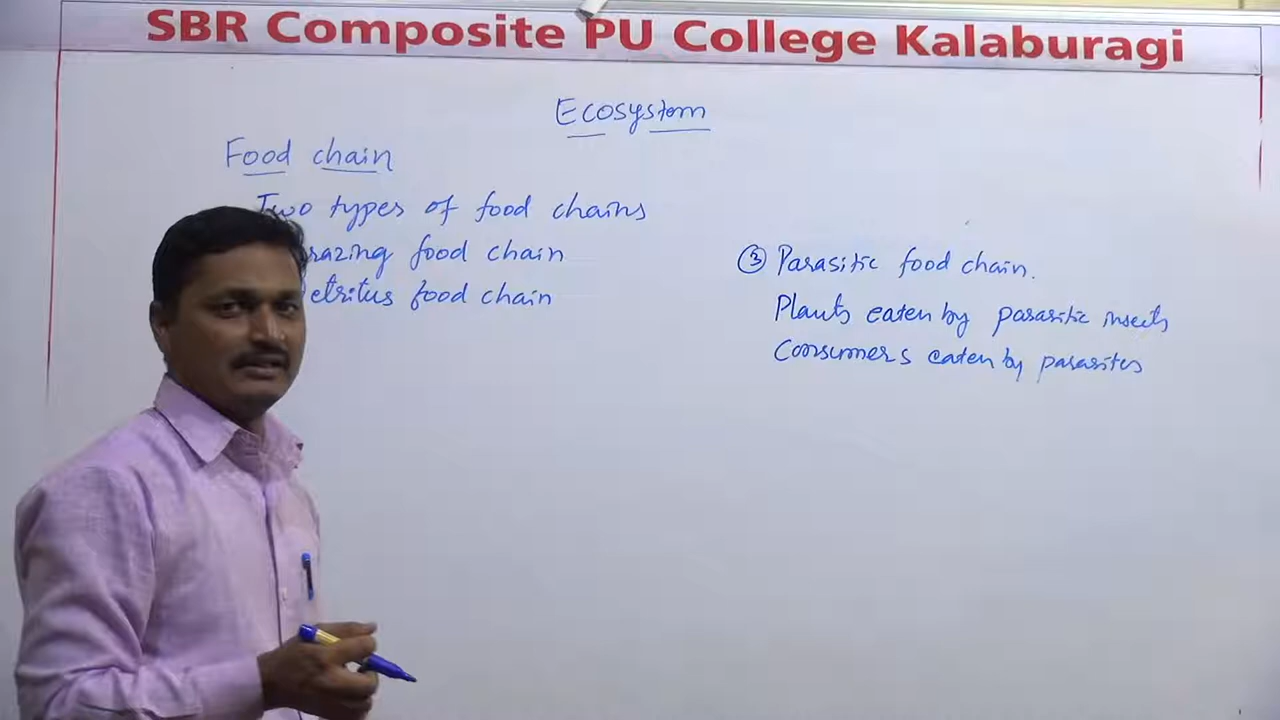 SBR Composite PU College Kalaburagi
Ecosystem
Food chain
Two types of food chains
razing food chain
etritus food chain
③ Parasitic food chain.
Plants eaten by parasitic insects
Consumers eaten by parasites